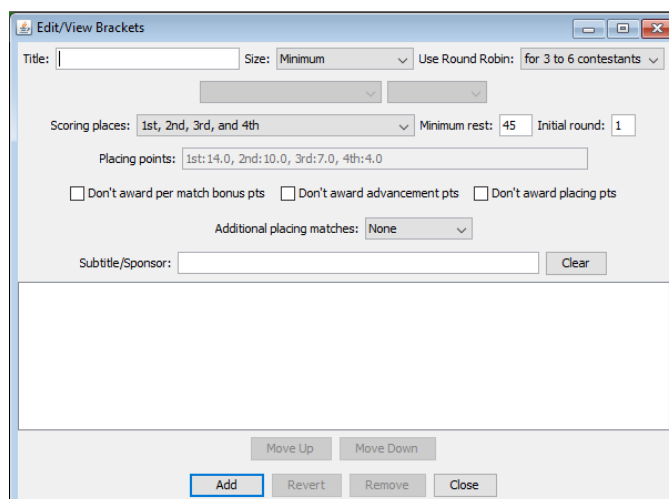 Edit/View Brackets
Title: Size: Minimum Use Round Robin: for 3 to 6 contestants
Scoring places: 1st, 2nd, 3rd, and 4th Minimum rest: 45 Initial round: 1
Placing points: 1st:14.0, 2nd:10.0, 3rd:7.0, 4th:4.0
Don't award per match bonus pts Don't award advancement pts Don't award placing pts
Additional placing matches: None
Subtitle/Sponsor: Clear
Move Up Move Down
Add Revert Remove Close